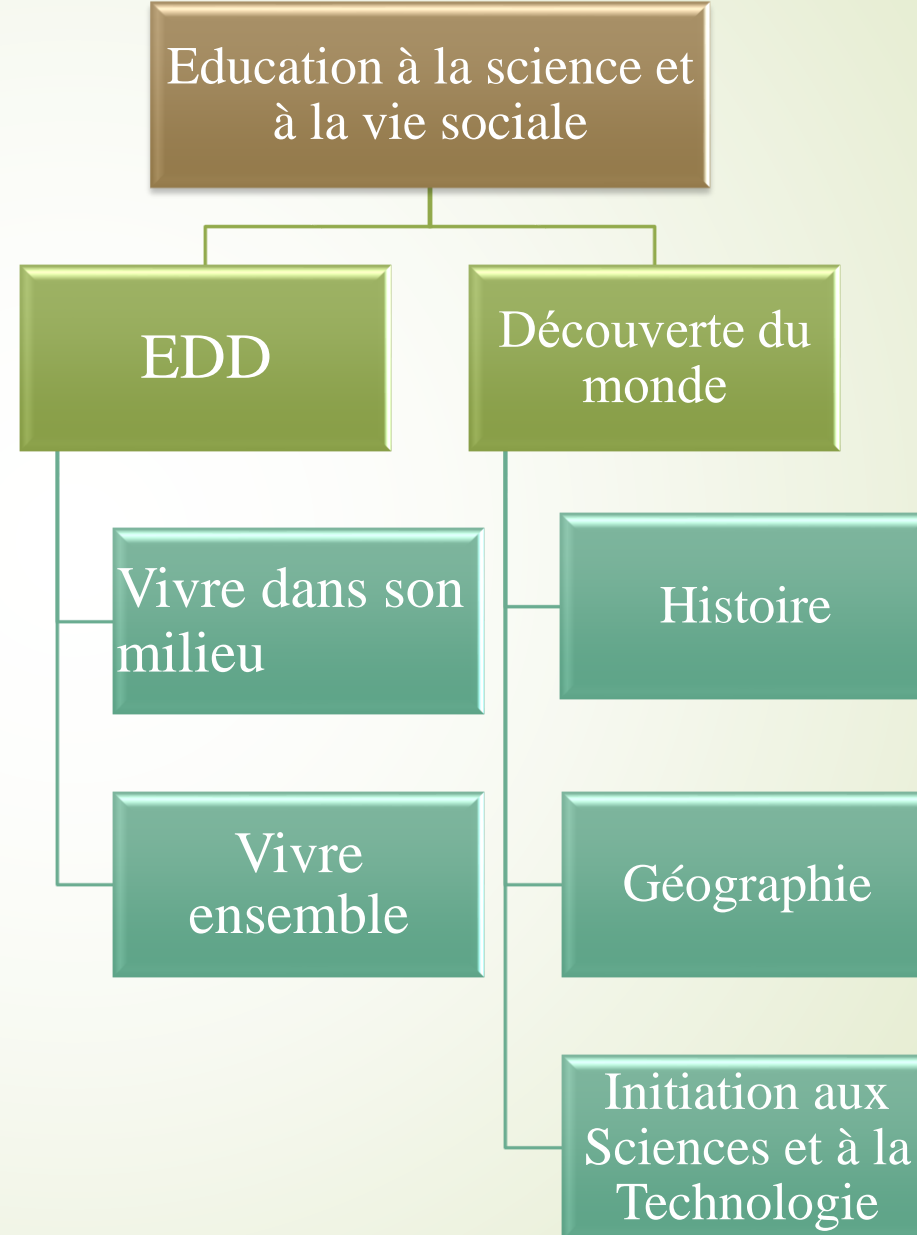 Education à la science et
à la vie sociale
EDD
Découverte du
monde
Vivre dans son
milieu
Vivre
ensemble
Histoire
Géographie
Initiation aux
Sciences et à la
Technologie